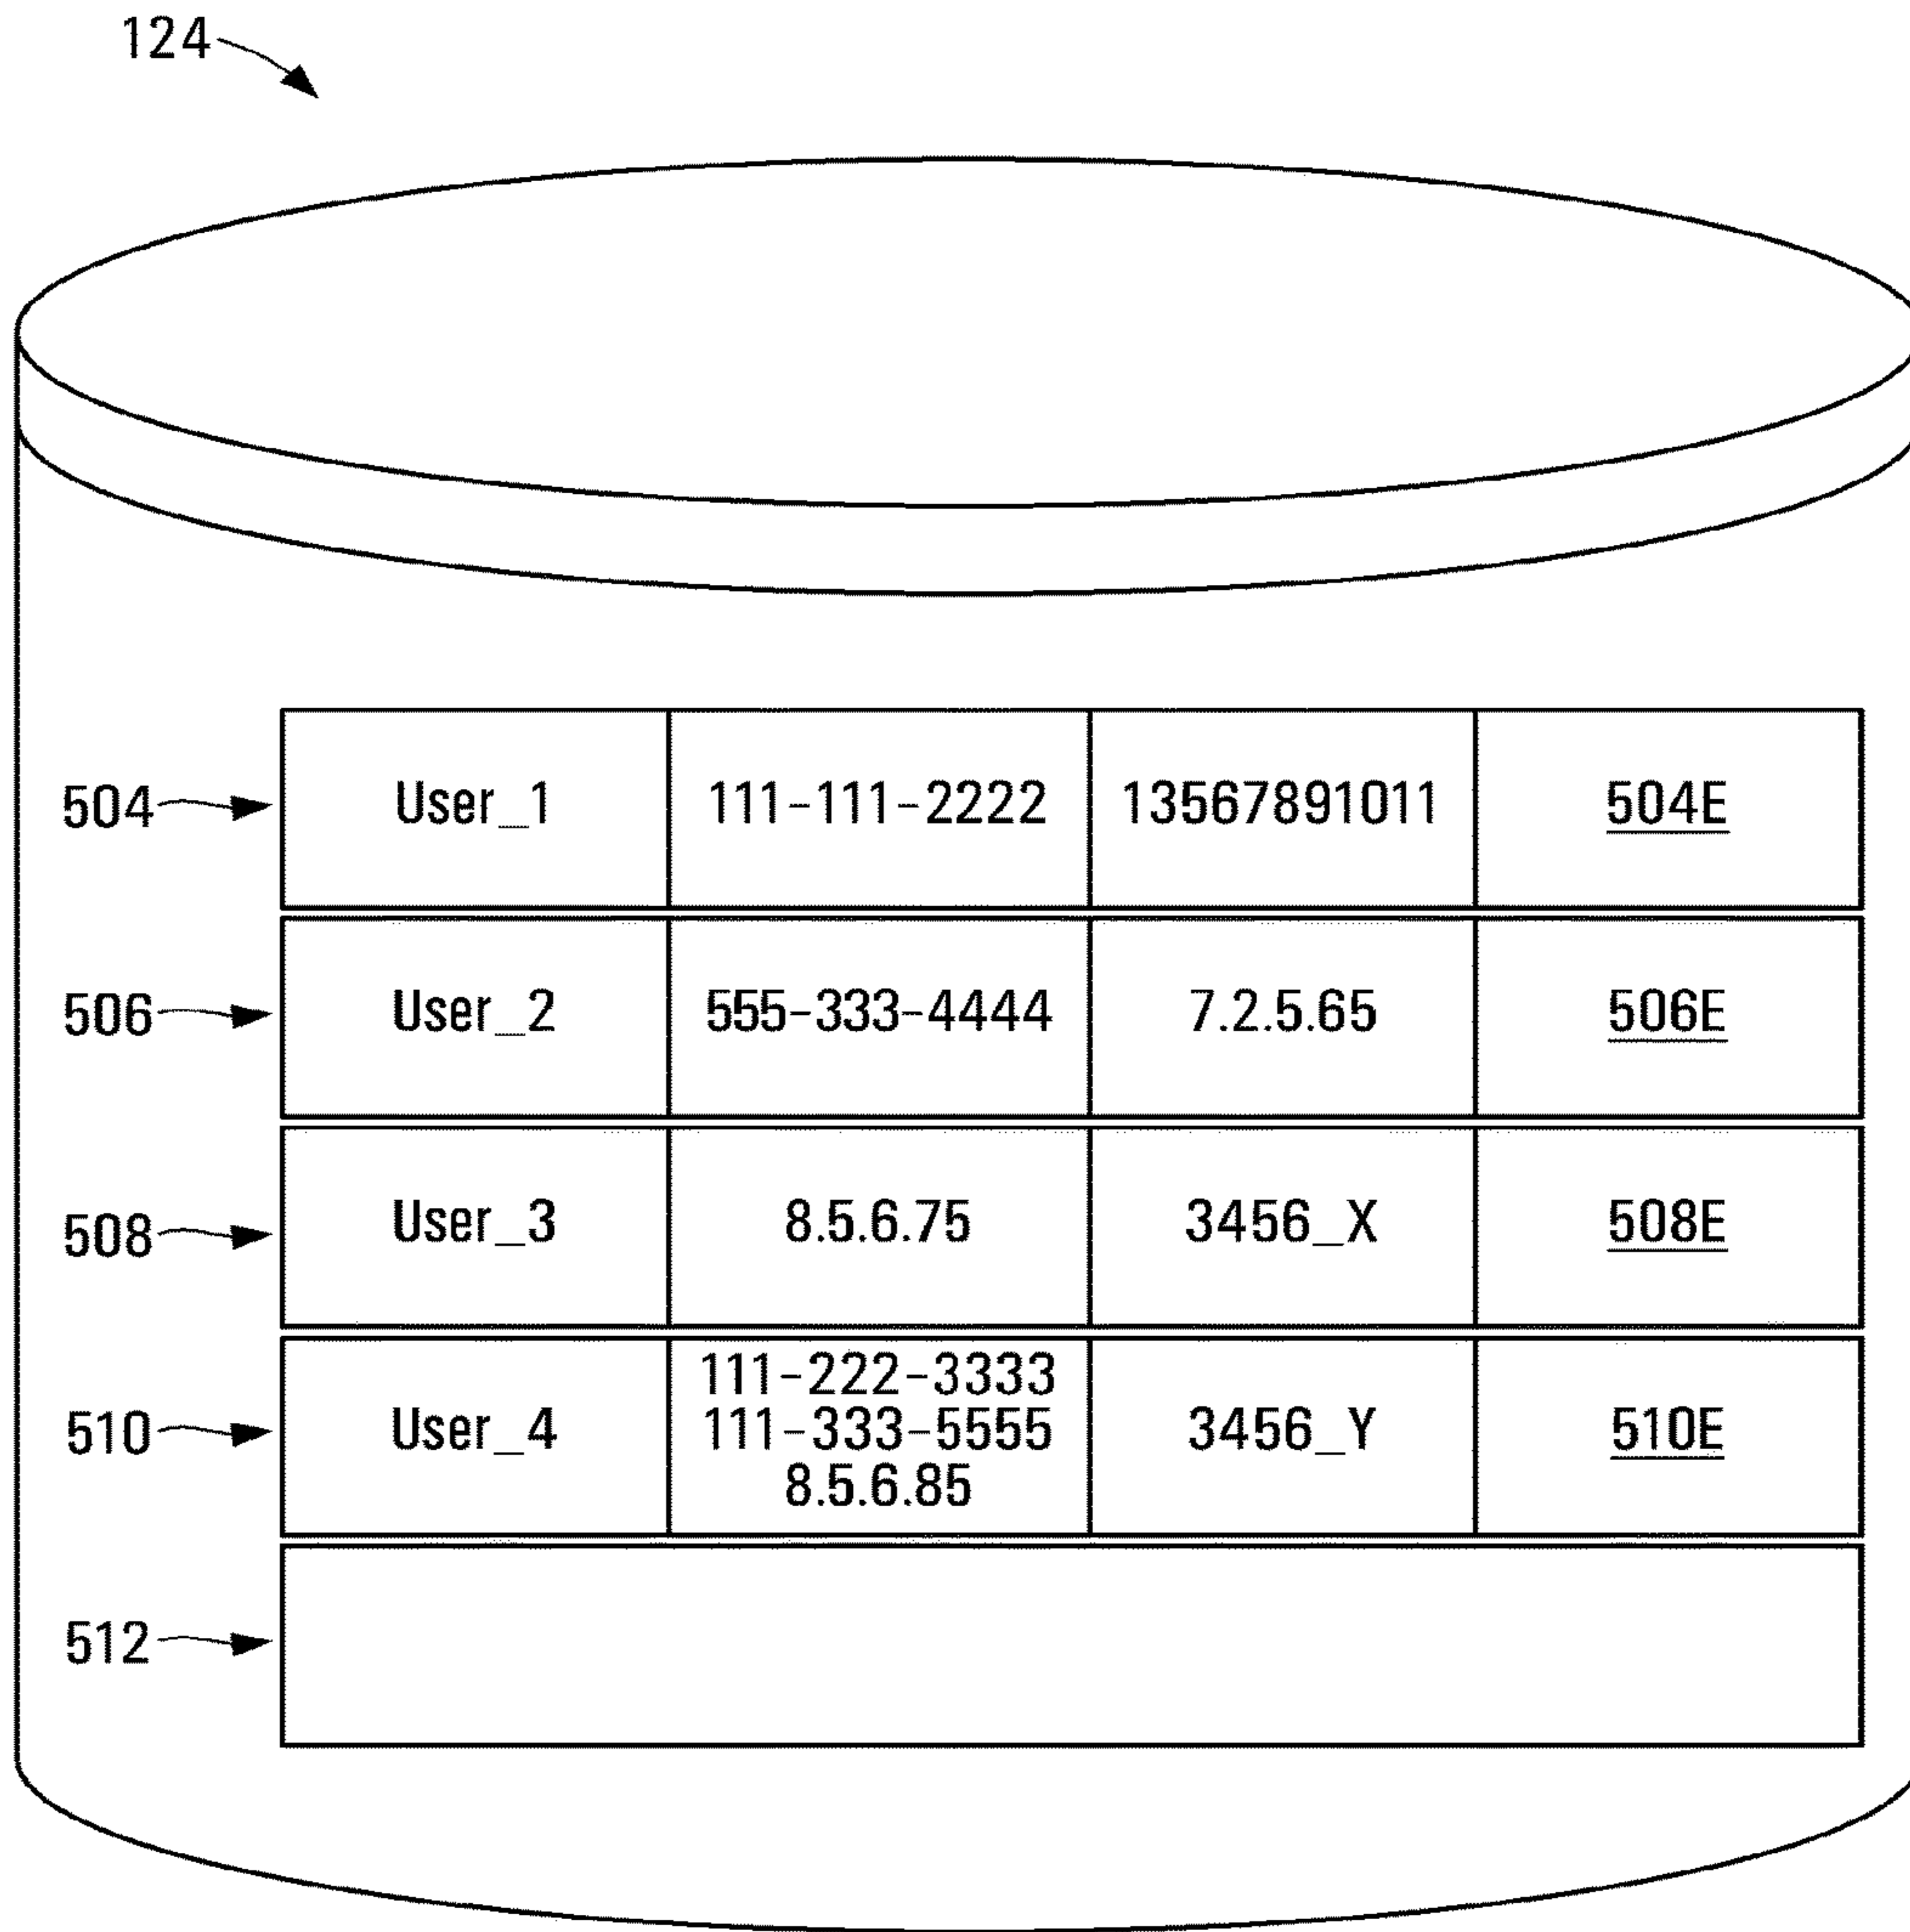 124
504 User_1 111-111-2222 13567891011 504E
506 User_2 555-333-4444 7.2.5.65 506E
508 User_3 8.5.6.75 3456_X 508E
111-222-3333
510 User_4 111-333-5555 3456_Y 510E
8.5.6.85
512